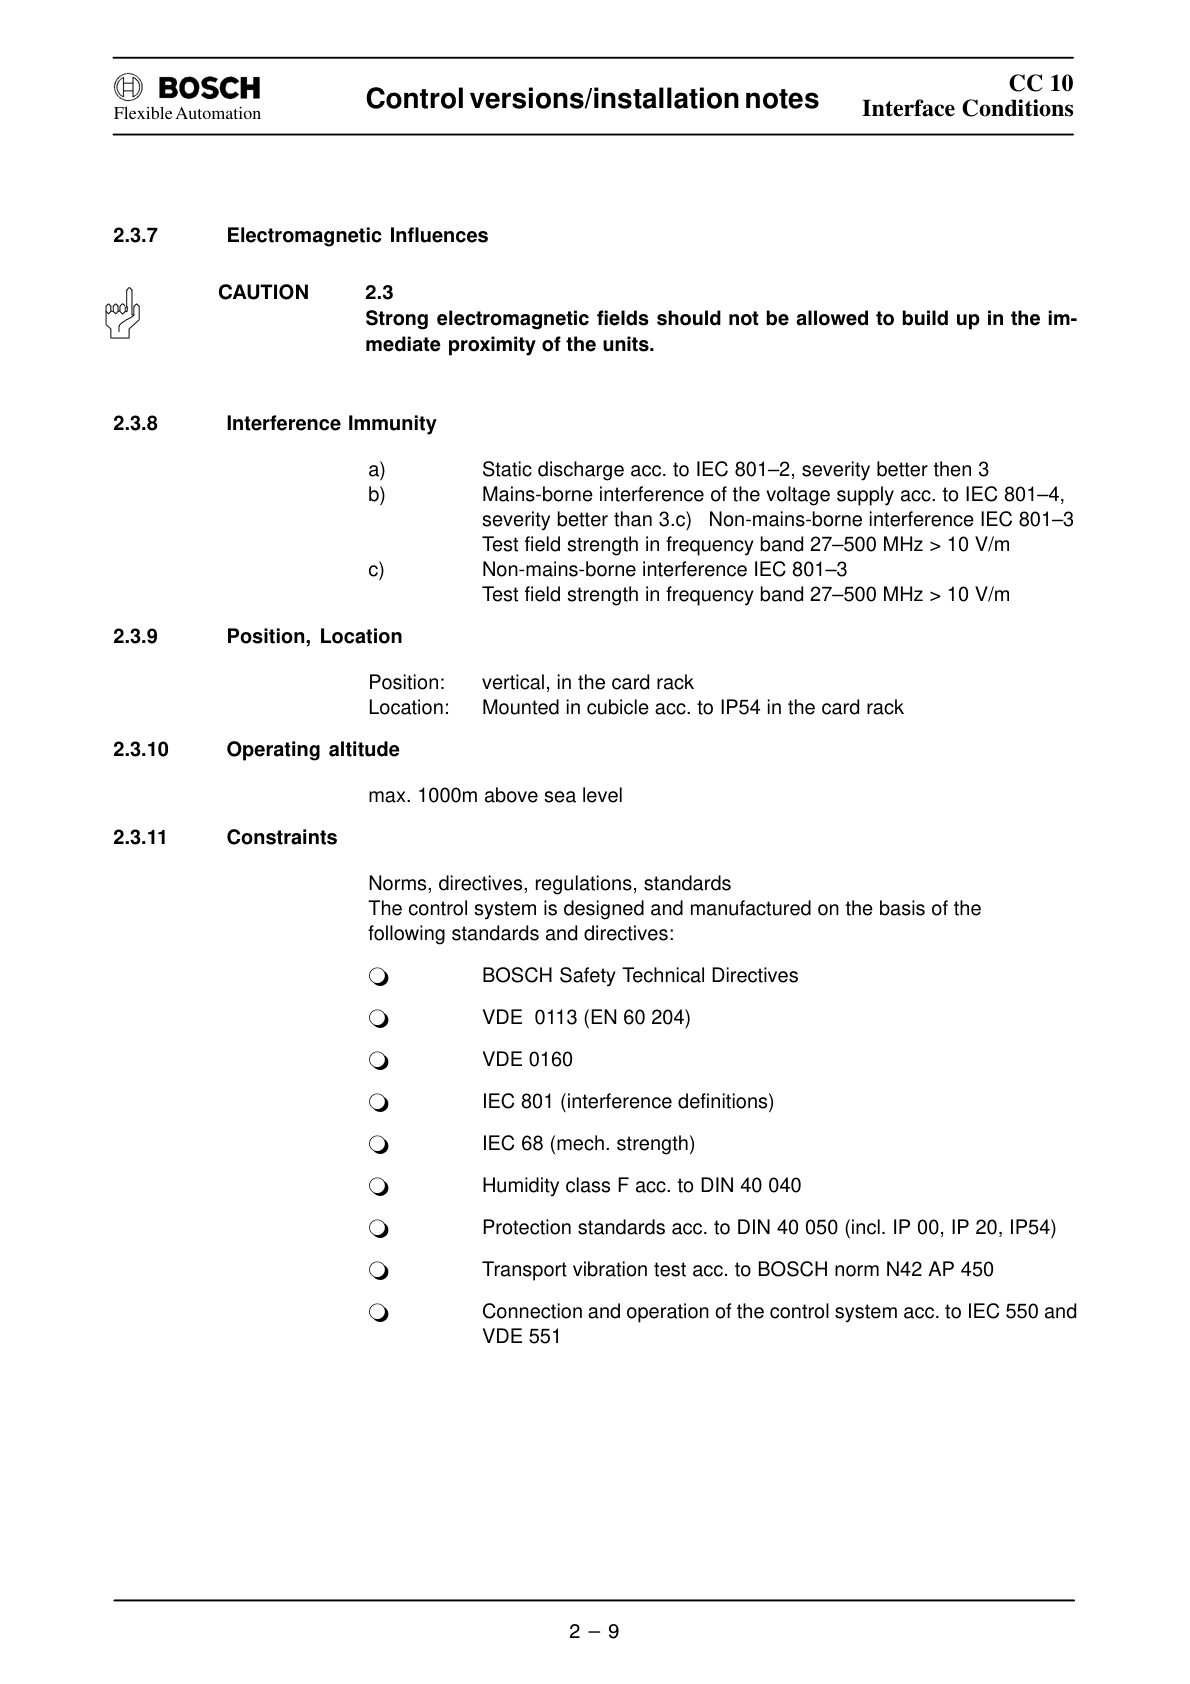 BOSCH
Flexible Automation
Control versions/installation notes
CC 10
Interface Conditions
2.3.7 Electromagnetic Influences
CAUTION 2.3
Strong electromagnetic fields should not be allowed to build up in the im-
mediate proximity of the units.
2.3.8 Interference Immunity
a) Static discharge acc. to IEC 801–2, severity better then 3
b) Mains-borne interference of the voltage supply acc. to IEC 801–4,
severity better than 3.c) Non-mains-borne interference IEC 801–3
Test field strength in frequency band 27–500 MHz > 10 V/m
c) Non-mains-borne interference IEC 801–3
Test field strength in frequency band 27–500 MHz > 10 V/m
2.3.9 Position, Location
Position: vertical, in the card rack
Location: Mounted in cubicle acc. to IP54 in the card rack
2.3.10 Operating altitude
max. 1000m above sea level
2.3.11 Constraints
Norms, directives, regulations, standards
The control system is designed and manufactured on the basis of the
following standards and directives:
❍ BOSCH Safety Technical Directives
❍ VDE 0113 (EN 60 204)
❍ VDE 0160
❍ IEC 801 (interference definitions)
❍ IEC 68 (mech. strength)
❍ Humidity class F acc. to DIN 40 040
❍ Protection standards acc. to DIN 40 050 (incl. IP 00, IP 20, IP54)
❍ Transport vibration test acc. to BOSCH norm N42 AP 450
❍ Connection and operation of the control system acc. to IEC 550 and
VDE 551
2 – 9